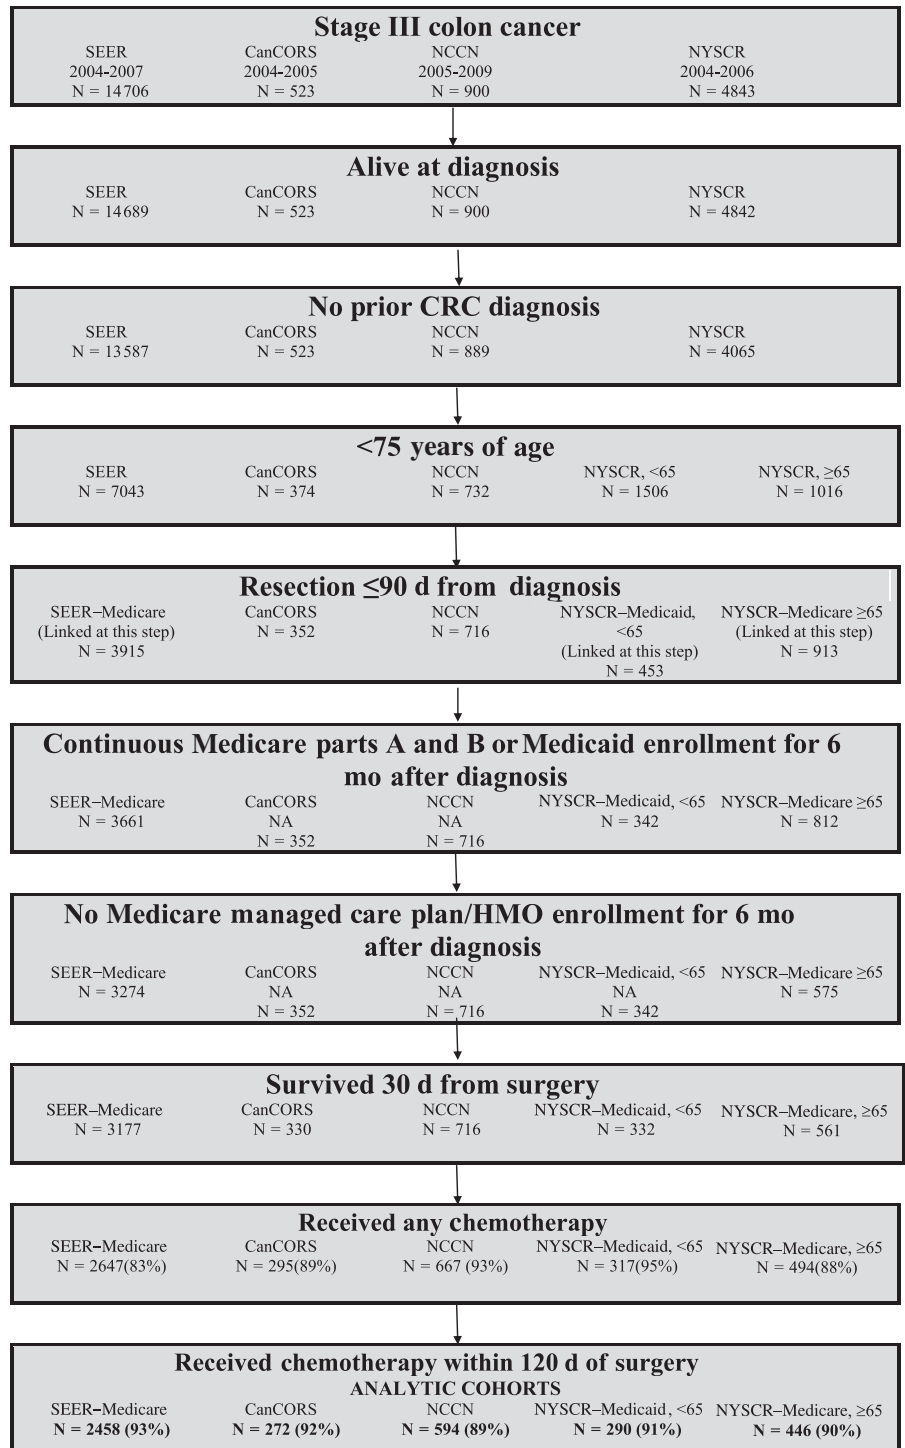 Stage III colon cancer
SEER CanCORS NCCN NYSCR
2004-2007 2004-2005 2005-2009 2004-2006
N = 14706 N = 523 N = 900 N = 4843
Alive at diagnosis
SEER CanCORS NCCN NYSCR
N = 14689 N = 523 N = 900 N = 4842
No prior CRC diagnosis
SEER CanCORS NCCN NYSCR
N = 13587 N = 523 N = 889 N = 4065
<75 years of age
SEER CanCORS NCCN NYSCR, <65 NYSCR, ≥65
N = 7043 N = 374 N = 732 N = 1506 N = 1016
Resection ≤90 d from diagnosis
SEER–Medicare CanCORS NCCN NYSCR–Medicaid, NYSCR–Medicare ≥65
(Linked at this step) N = 352 N = 716 <65 (Linked at this step)
N = 3915 (Linked at this step) N = 913
N = 453
Continuous Medicare parts A and B or Medicaid enrollment for 6
mo after diagnosis
SEER–Medicare CanCORS NCCN NYSCR–Medicaid, <65 NYSCR–Medicare ≥65
N = 3661 NA NA N = 342 N = 812
N = 352 N = 716
No Medicare managed care plan/HMO enrollment for 6 mo
after diagnosis
SEER–Medicare CanCORS NCCN NYSCR–Medicaid, <65 NYSCR–Medicare ≥65
N = 3274 NA NA NA N = 575
N = 352 N = 716 N = 342
Survived 30 d from surgery
SEER–Medicare CanCORS NCCN NYSCR–Medicaid, <65 NYSCR–Medicare, ≥65
N = 3177 N = 330 N = 716 N = 332 N = 561
Received any chemotherapy
SEER–Medicare CanCORS NCCN NYSCR–Medicaid, <65 NYSCR–Medicare, ≥65
N = 2647(83%) N = 295(89%) N = 667 (93%) N = 317(95%) N = 494(88%)
Received chemotherapy within 120 d of surgery
ANALYTIC COHORTS
SEER–Medicare CanCORS NCCN NYSCR–Medicaid, <65 NYSCR–Medicare, ≥65
N = 2458 (93%) N = 272 (92%) N = 594 (89%) N = 290 (91%) N = 446 (90%)